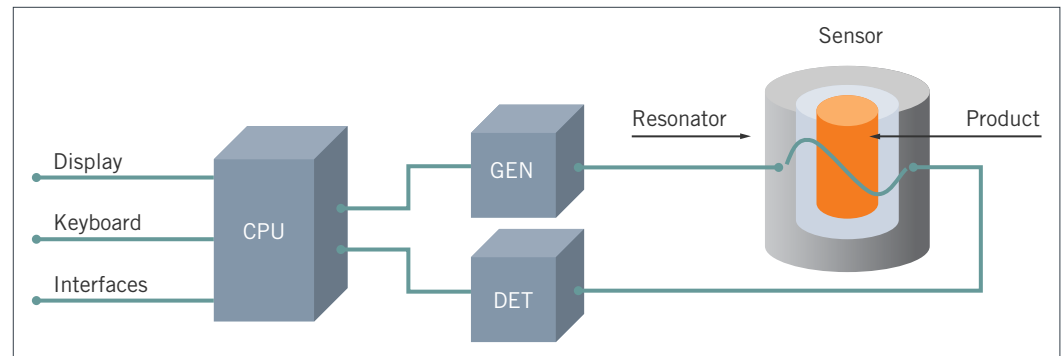 Sensor
Resonator
Product
Display
GEN
Keyboard
CPU
Interfaces
DET